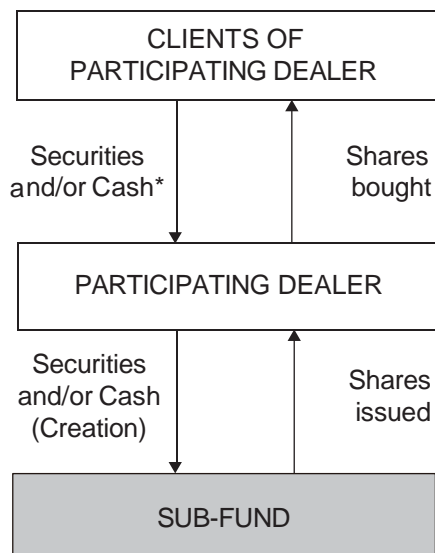 CLIENTS OF
PARTICIPATING DEALER
Securities
and/or Cash*
Shares
bought
PARTICIPATING DEALER
Securities
and/or Cash
(Creation)
Shares
issued
SUB-FUND